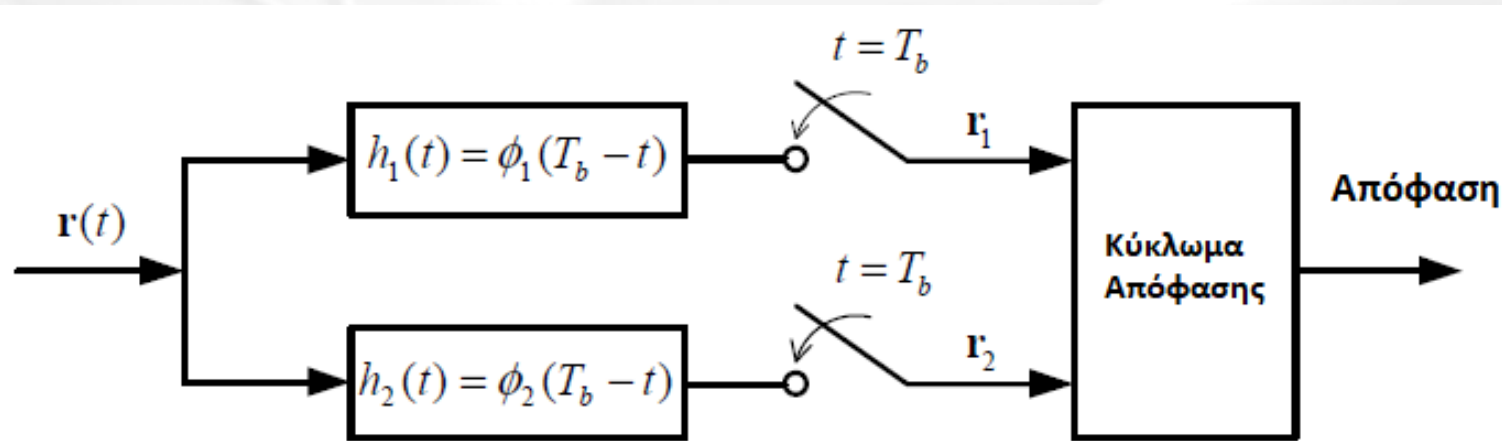 t = T_b
h_1(t) = ϕ_1(T_b − t)
r_1
r(t)
Απόφαση
Κύκλωμα
Απόφασης
t = T_b
h_2(t) = ϕ_2(T_b − t)
r_2